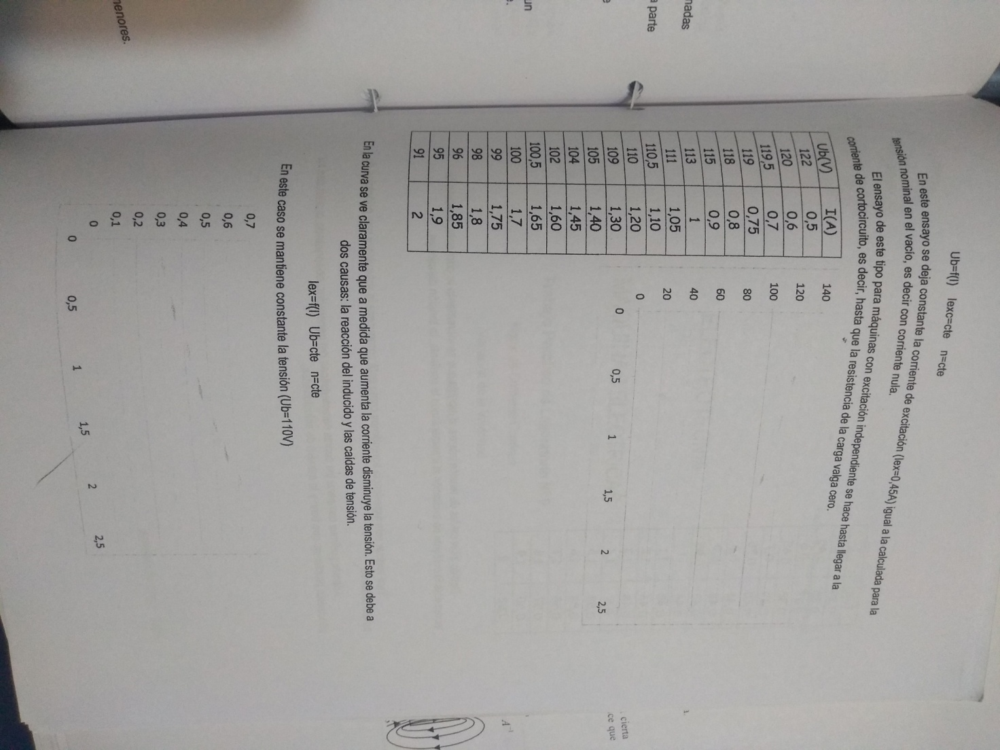 Ub=f(I) Iexc=cte n=cte
En este ensayo se deja constante la corriente de excitación (Iex=0,45A) igual a la calculada para la
tensión nominal en el vacío, es decir con corriente nula.
El ensayo de este tipo para máquinas con excitación independiente se hace hasta llegar a la
corriente de cortocircuito, es decir, hasta que la resistencia de la carga valga cero.
Ub(V) I(A)
122 0,5
120 0,6
119,5 0,7
119 0,75
118 0,8
115 0,9
113 1
111 1,05
110,5 1,10
110 1,20
109 1,30
105 1,40
104 1,45
102 1,60
100,5 1,65
100 1,7
99 1,75
98 1,8
96 1,85
95 1,9
91 2
140
120
100
80
60
40
20
0
0 0,5 1 1,5 2 2,5
En la curva se ve claramente que a medida que aumenta la corriente disminuye la tensión. Esto se debe a
dos causas: la reacción del inducido y las caídas de tensión.
Iex=f(I) Ub=cte n=cte
En este caso se mantiene constante la tensión (Ub=110V)
0,7
0,6
0,5
0,4
0,3
0,2
0,1
0
0 0,5 1 1,5 2 2,5
nadas
a parte
e
un
enores.
cierta
ce que
A⁻¹